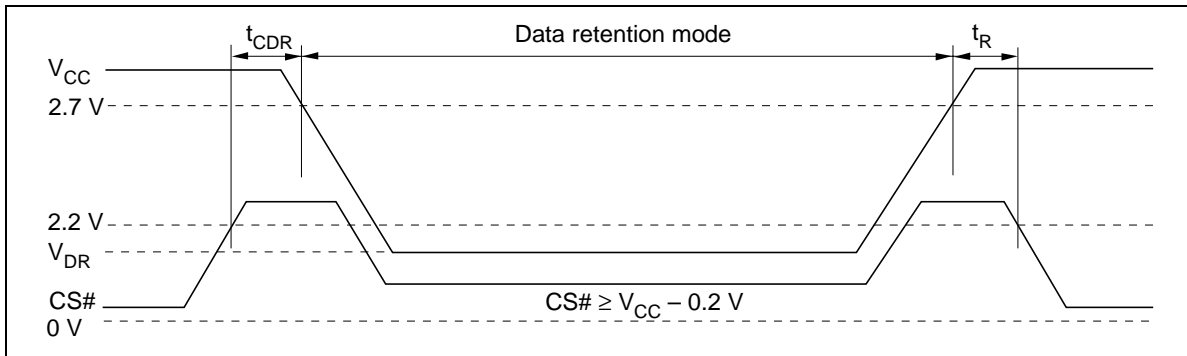 t_CDR Data retention mode t_R
V_CC
2.7 V
2.2 V
V_DR
CS# CS# ≥ V_CC – 0.2 V
0 V